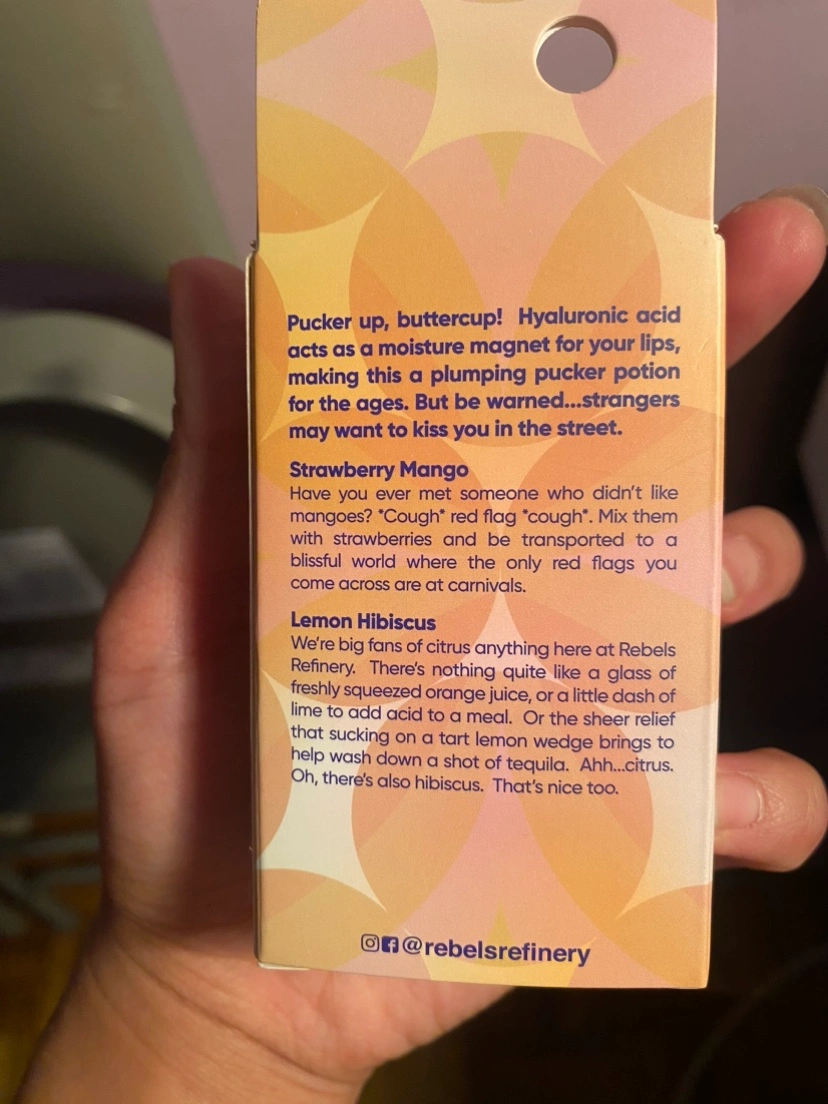 Pucker up, buttercup! Hyaluronic acid
acts as a moisture magnet for your lips,
making this a plumping pucker potion
for the ages. But be warned...strangers
may want to kiss you in the street.
Strawberry Mango
Have you ever met someone who didn't like
mangoes? *Cough* red flag *cough*. Mix them
with strawberries and be transported to a
blissful world where the only red flags you
come across are at carnivals.
Lemon Hibiscus
We're big fans of citrus anything here at Rebels
Refinery. There's nothing quite like a glass of
freshly squeezed orange juice, or a little dash of
lime to add acid to a meal. Or the sheer relief
that sucking on a tart lemon wedge brings to
help wash down a shot of tequila. Ahh...citrus.
Oh, there's also hibiscus. That's nice too.
@rebelsrefinery